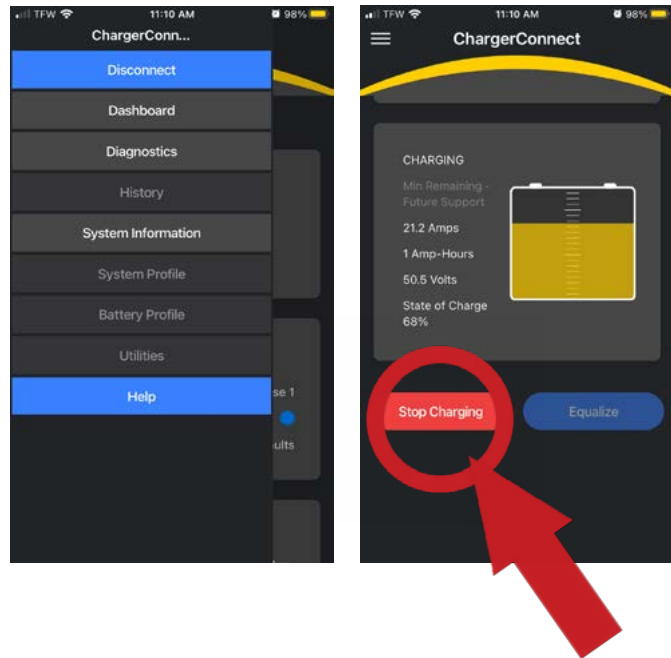 TFW 11:10 AM 98%
ChargerConn...
Disconnect
Dashboard
Diagnostics
History
System Information
System Profile
Battery Profile
Utilities
Help
se 1
ults
TFW 11:10 AM 98%
ChargerConnect
CHARGING
Min Remaining -
Future Support
21.2 Amps
1 Amp-Hours
50.5 Volts
State of Charge
68%
Stop Charging
Equalize